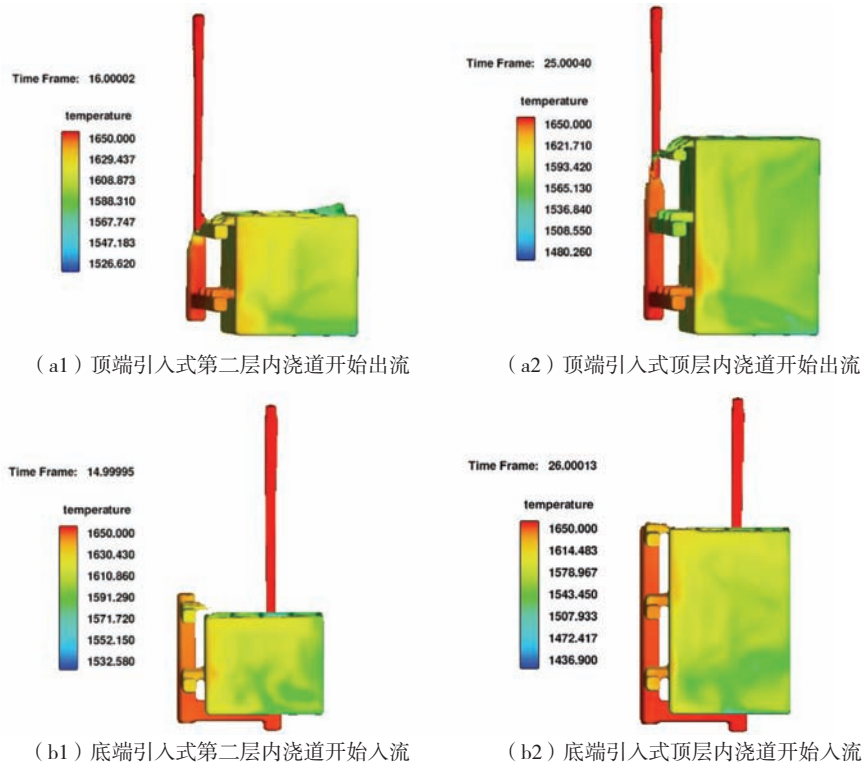 Time Frame: 16.00002
temperature
1650.000
1629.437
1608.873
1588.310
1567.747
1547.183
1526.620
（a1）顶端引入式第二层内浇道开始出流
Time Frame: 25.00040
temperature
1650.000
1621.710
1593.420
1565.130
1536.840
1508.550
1480.260
（a2）顶端引入式顶层内浇道开始出流
Time Frame: 14.99995
temperature
1650.000
1630.430
1610.860
1591.290
1571.720
1552.150
1532.580
（b1）底端引入式第二层内浇道开始入流
Time Frame: 26.00013
temperature
1650.000
1614.483
1578.967
1543.450
1507.933
1472.417
1436.900
（b2）底端引入式顶层内浇道开始入流